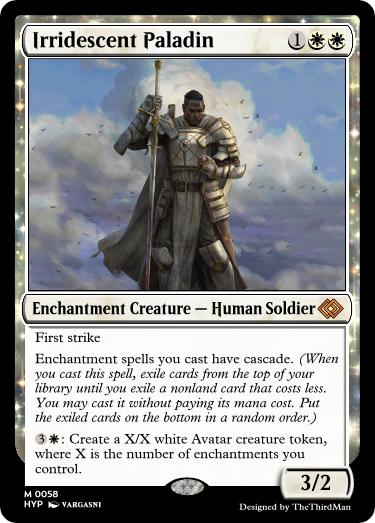 Irridescent Paladin 1
Enchantment Creature — Human Soldier
First strike
Enchantment spells you cast have cascade. (When
you cast this spell, exile cards from the top of your
library until you exile a nonland card that costs less.
You may cast it without paying its mana cost. Put
the exiled cards on the bottom in a random order.)
3 : Create a X/X white Avatar creature token,
where X is the number of enchantments you
control.
3/2
M 0058
HYP VARGASNI
Designed by TheThirdMan